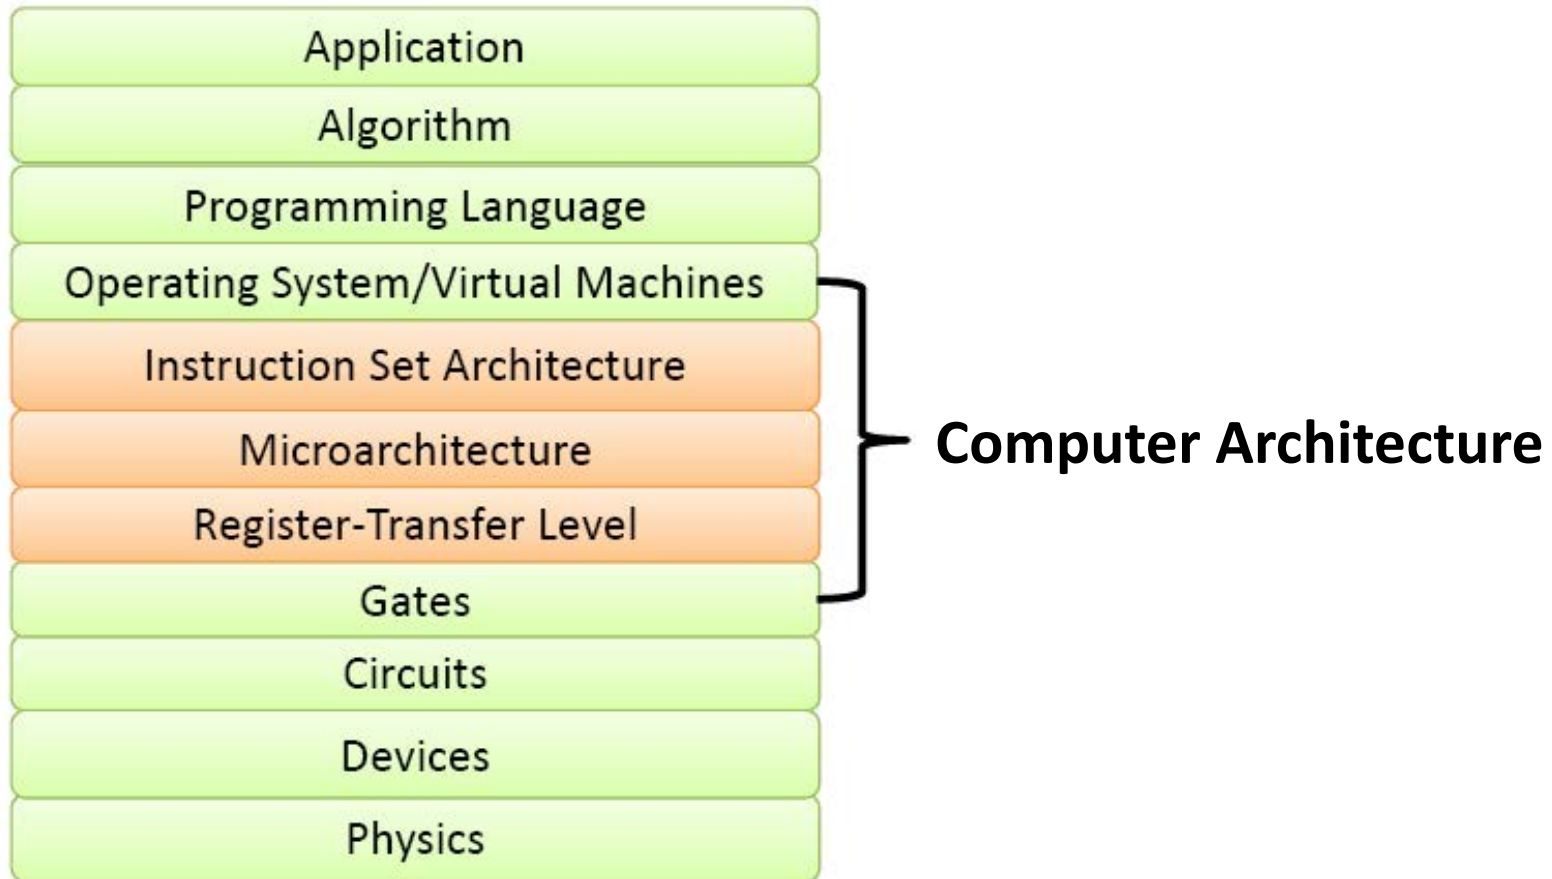 Application
Algorithm
Programming Language
Operating System/Virtual Machines
Instruction Set Architecture
Microarchitecture
Register-Transfer Level
Gates
Circuits
Devices
Physics
Computer Architecture